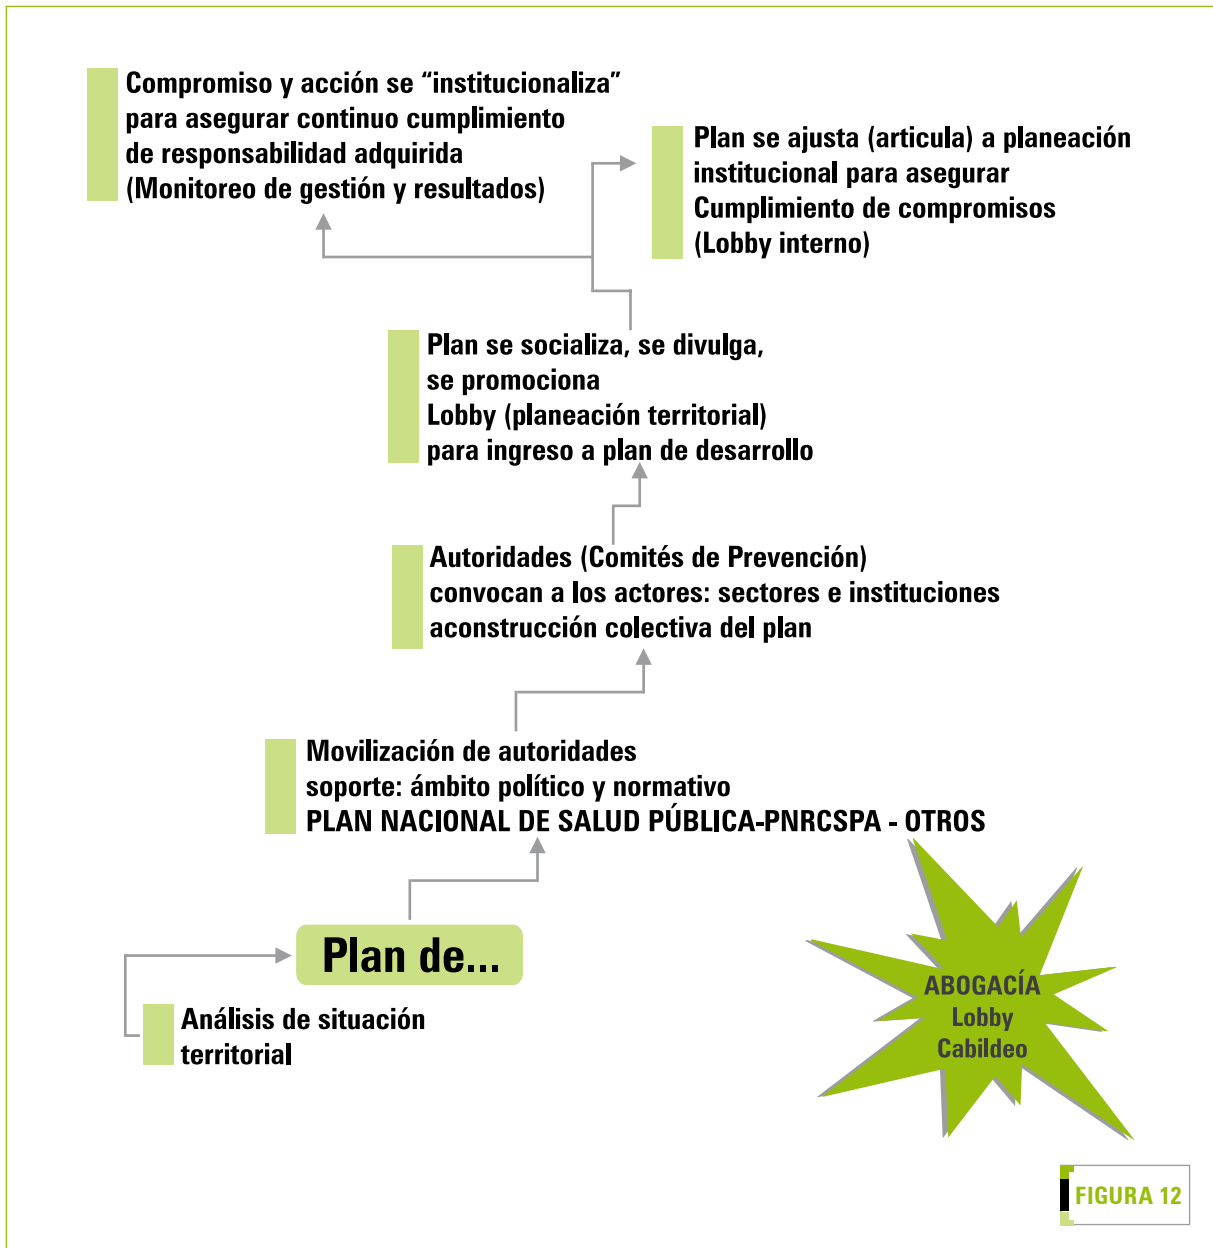 Compromiso y acción se “institucionaliza”
para asegurar continuo cumplimiento
de responsabilidad adquirida
(Monitoreo de gestión y resultados)
Plan se ajusta (articula) a planeación
institucional para asegurar
Cumplimiento de compromisos
(Lobby interno)
Plan se socializa, se divulga,
se promociona
Lobby (planeación territorial)
para ingreso a plan de desarrollo
Autoridades (Comités de Prevención)
convocan a los actores: sectores e instituciones
aconstrucción colectiva del plan
Movilización de autoridades
soporte: ámbito político y normativo
PLAN NACIONAL DE SALUD PÚBLICA-PNRCSPA - OTROS
Plan de...
Análisis de situación
territorial
ABOGACÍA
Lobby
Cabildeo
FIGURA 12